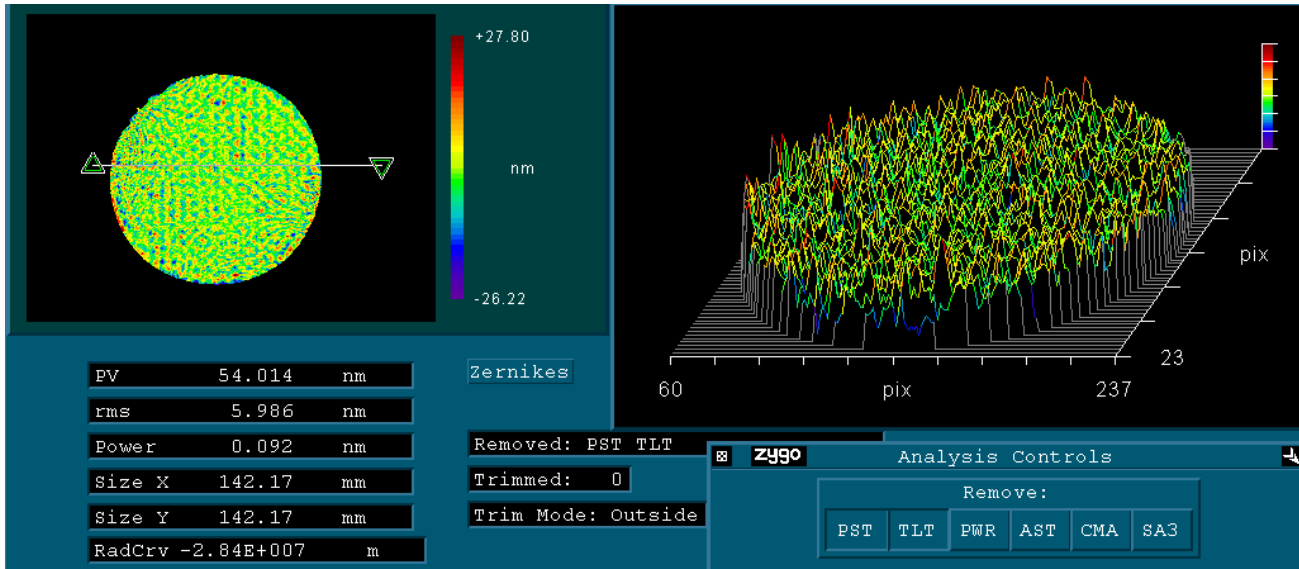 +27.80
nm
-26.22
pix
23
60 pix 237
PV 54.014 nm
rms 5.986 nm
Power 0.092 nm
Size X 142.17 mm
Size Y 142.17 mm
RadCrv -2.84E+007 m
Zernikes
Removed: PST TLT
Trimmed: 0
Trim Mode: Outside
zygo Analysis Controls
Remove:
PST TLT PWR AST CMA SA3